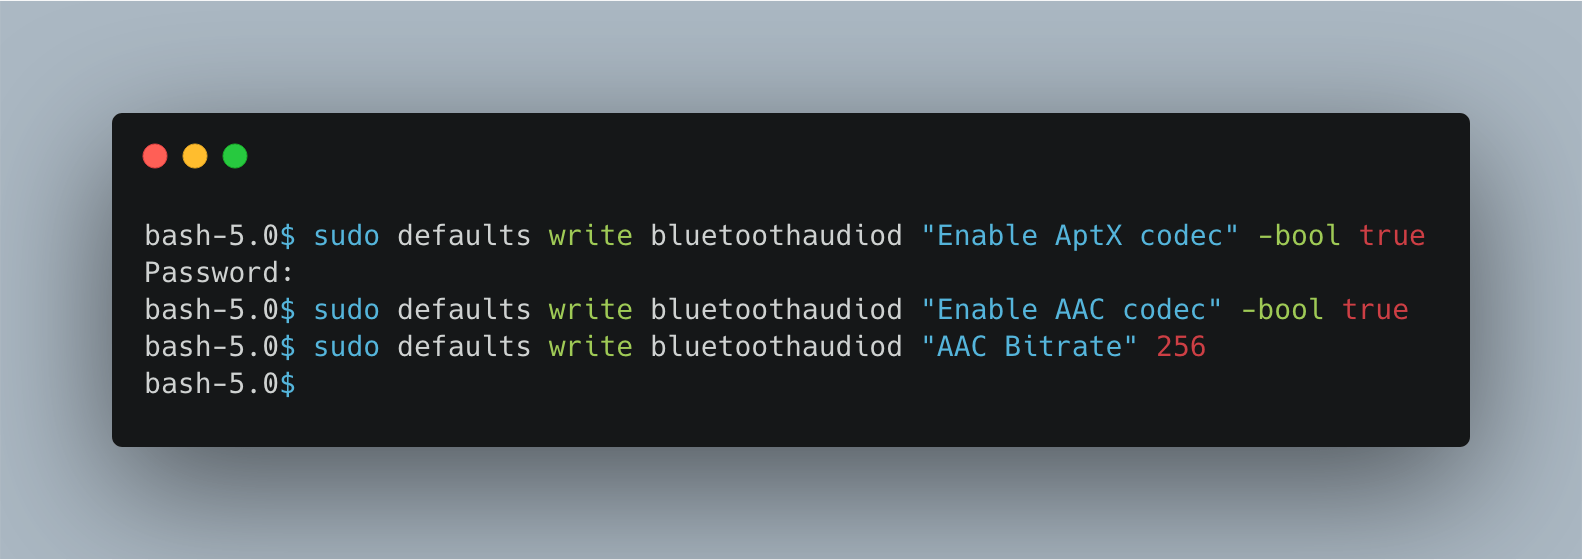 bash-5.0$ sudo defaults write bluetoothaudiod "Enable AptX codec" -bool true
Password:
bash-5.0$ sudo defaults write bluetoothaudiod "Enable AAC codec" -bool true
bash-5.0$ sudo defaults write bluetoothaudiod "AAC Bitrate" 256
bash-5.0$